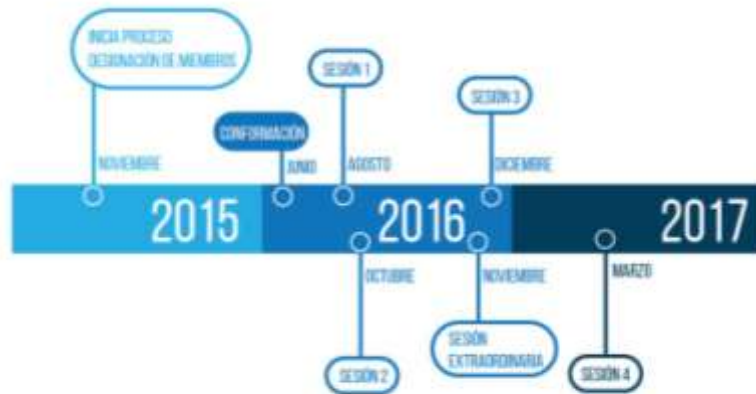 INICIA PROCESO
DESIGNACIÓN DE MIEMBROS
SESIÓN 1
SESIÓN 3
CONFORMACIÓN
NOVIEMBRE
JUNIO
AGOSTO
DICIEMBRE
2015
2016
2017
OCTUBRE
NOVIEMBRE
MARZO
SESIÓN
EXTRAORDINARIA
SESIÓN 2
SESIÓN 4